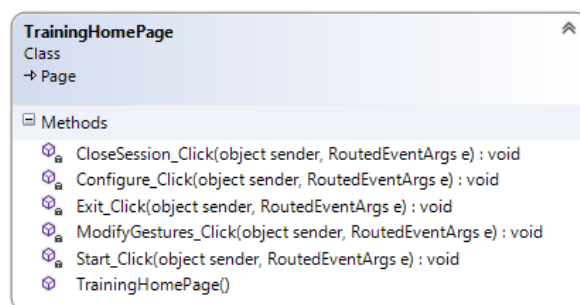 TrainingHomePage
Class
Page
Methods
CloseSession_Click(object sender, RoutedEventArgs e) : void
Configure_Click(object sender, RoutedEventArgs e) : void
Exit_Click(object sender, RoutedEventArgs e) : void
ModifyGestures_Click(object sender, RoutedEventArgs e) : void
Start_Click(object sender, RoutedEventArgs e) : void
TrainingHomePage()